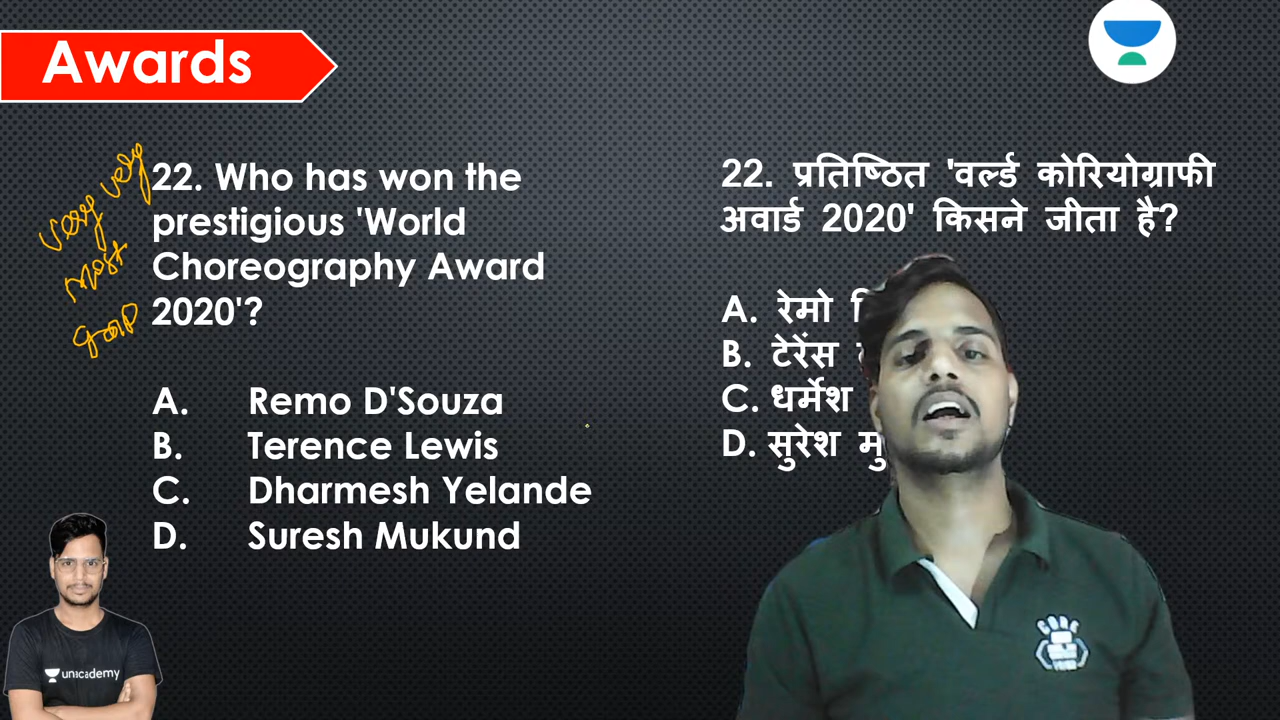 Awards
very very
most
22. Who has won the
prestigious 'World
Choreography Award
2020'?
A. Remo D'Souza
B. Terence Lewis
C. Dharmesh Yelande
D. Suresh Mukund
22. प्रतिष्ठित 'वर्ल्ड कोरियोग्राफी
अवार्ड 2020' किसने जीता है?
A. रेमो
B. टेरेंस
C. धर्मेश
D. सुरेश मु
CORE
unacademy